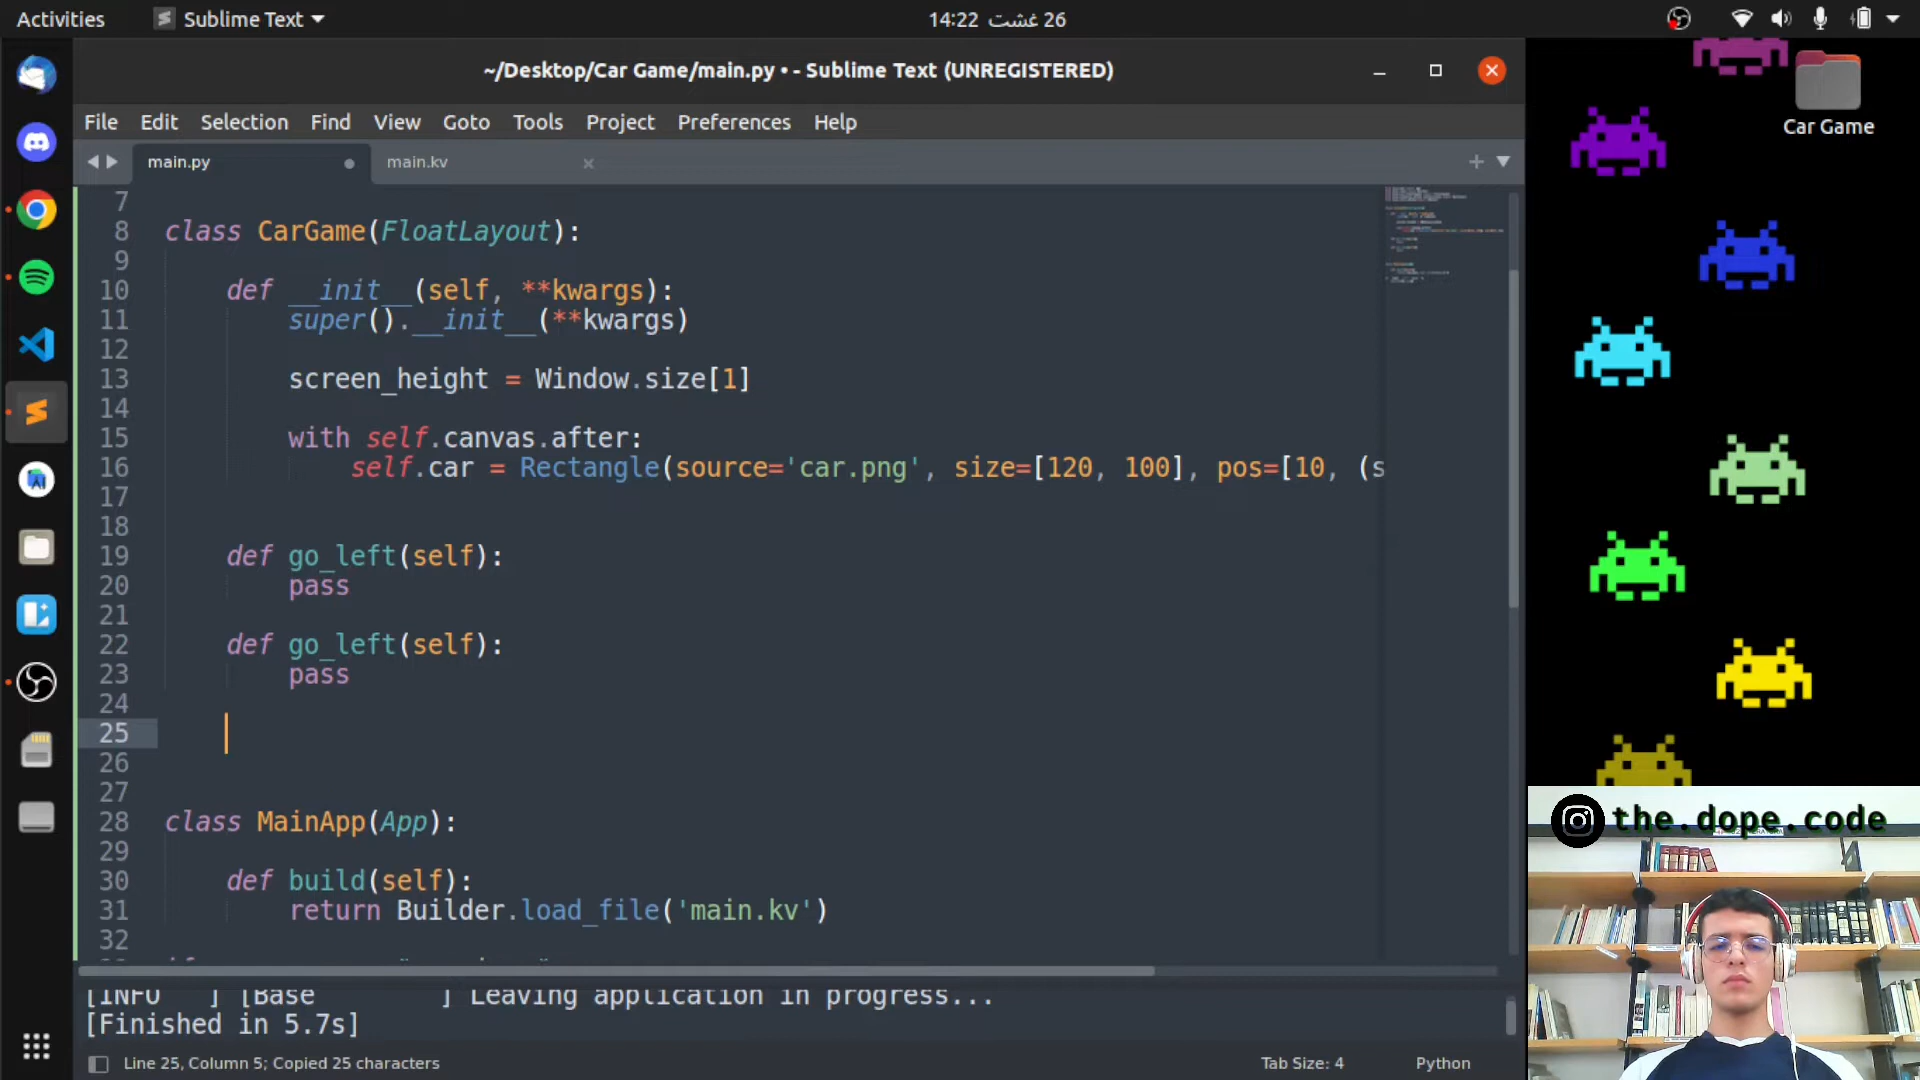 Activities
Sublime Text
26 غشت 14:22
~/Desktop/Car Game/main.py • - Sublime Text (UNREGISTERED)
File Edit Selection Find View Goto Tools Project Preferences Help
main.py
main.kv
7
8 class CarGame(FloatLayout):
9
10 def __init__(self, **kwargs):
11 super().__init__(**kwargs)
12
13 screen_height = Window.size[1]
14
15 with self.canvas.after:
16 self.car = Rectangle(source='car.png', size=[120, 100], pos=[10, (s
17
18
19 def go_left(self):
20 pass
21
22 def go_left(self):
23 pass
24
25
26
27
28 class MainApp(App):
29
30 def build(self):
31 return Builder.load_file('main.kv')
32
[INFO ] [Base ] Leaving application in progress...
[Finished in 5.7s]
Line 25, Column 5; Copied 25 characters
Tab Size: 4
Python
Car Game
the.dope.code